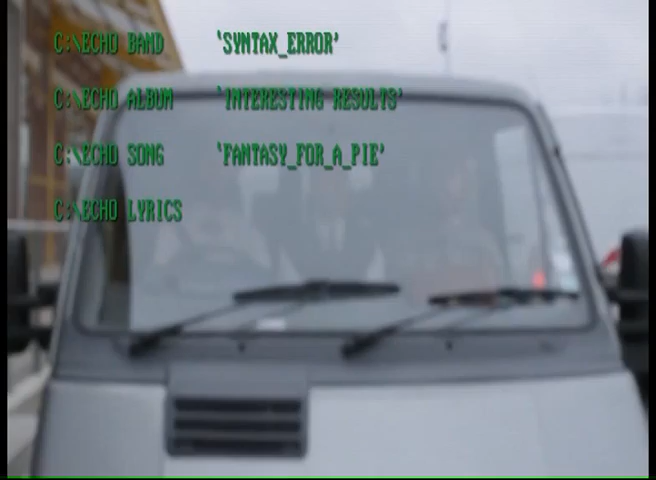 C:\ECHO BAND 'SYNTAX_ERROR'
C:\ECHO ALBUM 'INTERESTING RESULTS'
C:\ECHO SONG 'FANTASY_FOR_A_PIE'
C:\ECHO LYRICS